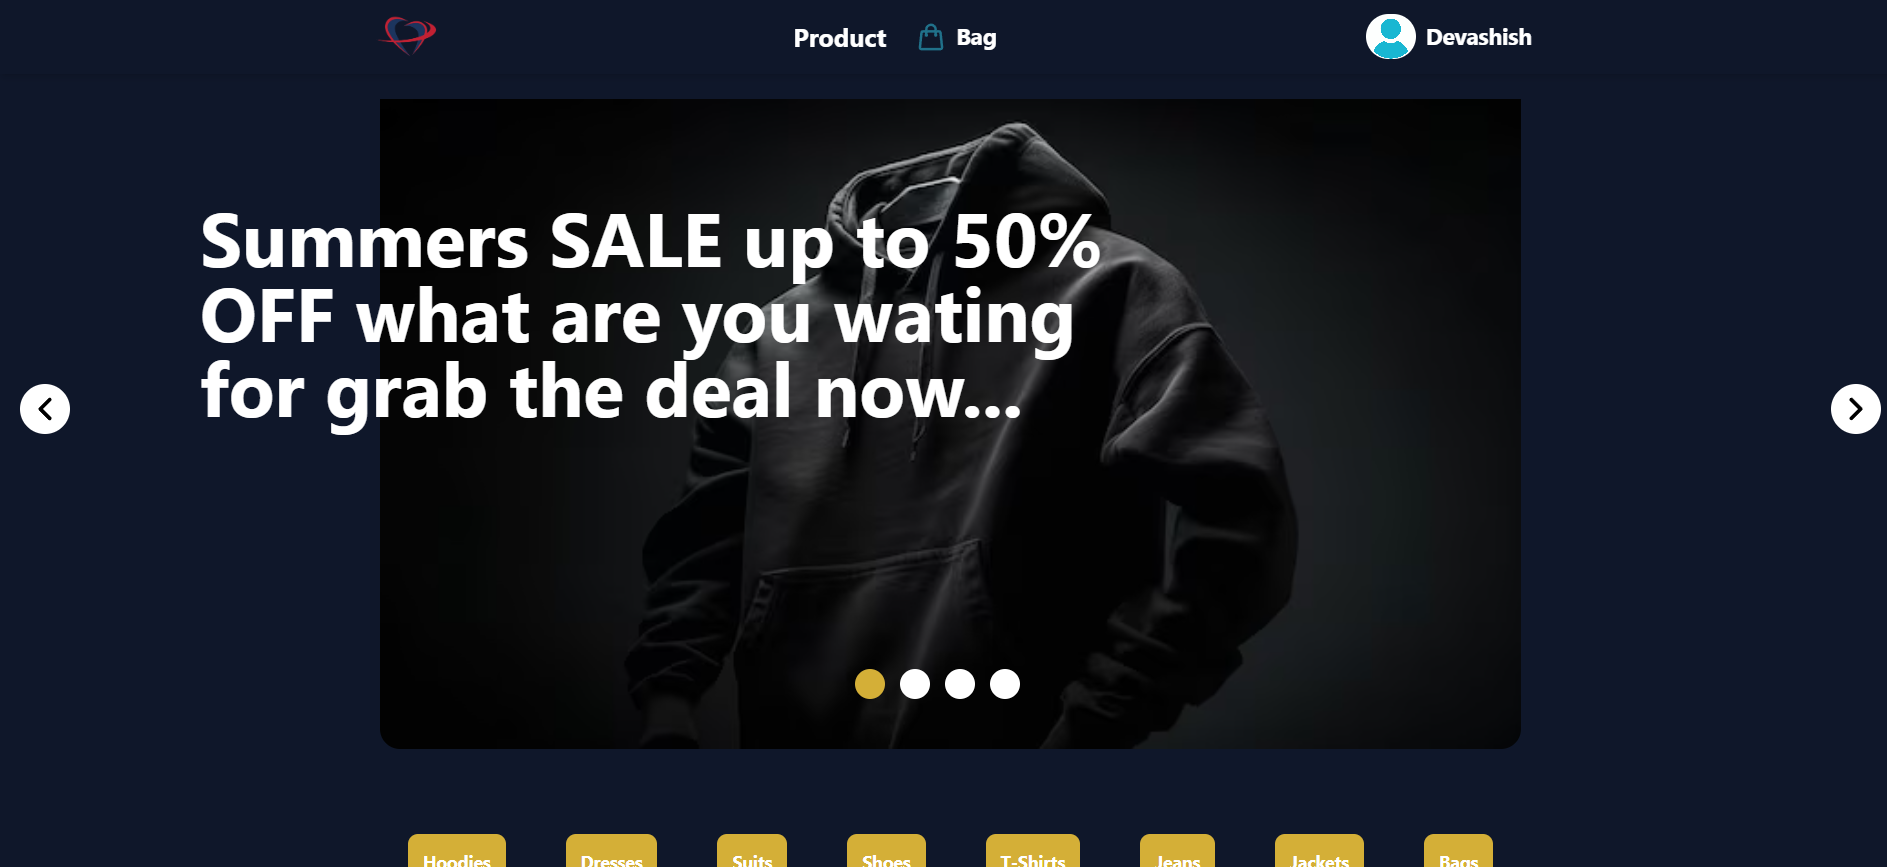 Product
Bag
Devashish
Summers SALE up to 50%
OFF what are you wating
for grab the deal now...
Hoodies
Dresses
Suits
Shoes
T-Shirts
Jeans
Jackets
Bags